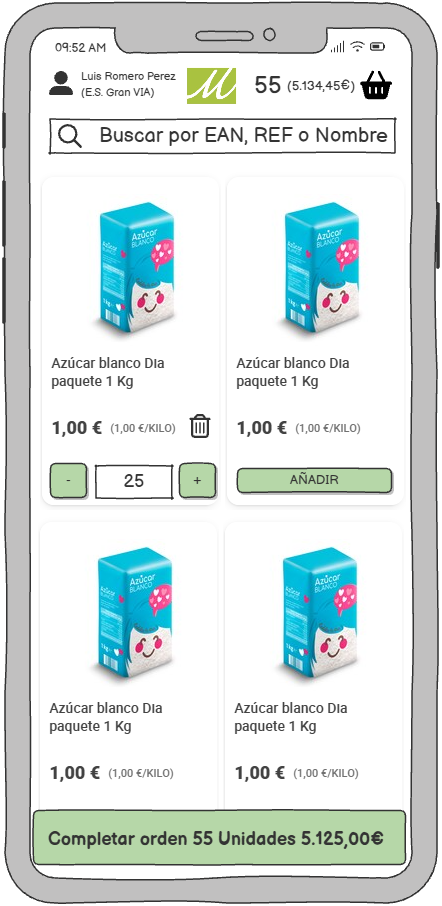 09:52 AM
Luis Romero Perez
(E.S. Gran VIA)
M
55 (5.134,45€)
Buscar por EAN, REF o Nombre
Azúcar
BLANCO
Azúcar
BLANCO
Azúcar blanco Dia
paquete 1 Kg
Azúcar blanco Dia
paquete 1 Kg
1,00 € (1,00 €/KILO)
1,00 € (1,00 €/KILO)
- 25 +
AÑADIR
Azúcar
BLANCO
Azúcar
BLANCO
Azúcar blanco Dia
paquete 1 Kg
Azúcar blanco Dia
paquete 1 Kg
1,00 € (1,00 €/KILO)
1,00 € (1,00 €/KILO)
Completar orden 55 Unidades 5.125,00€